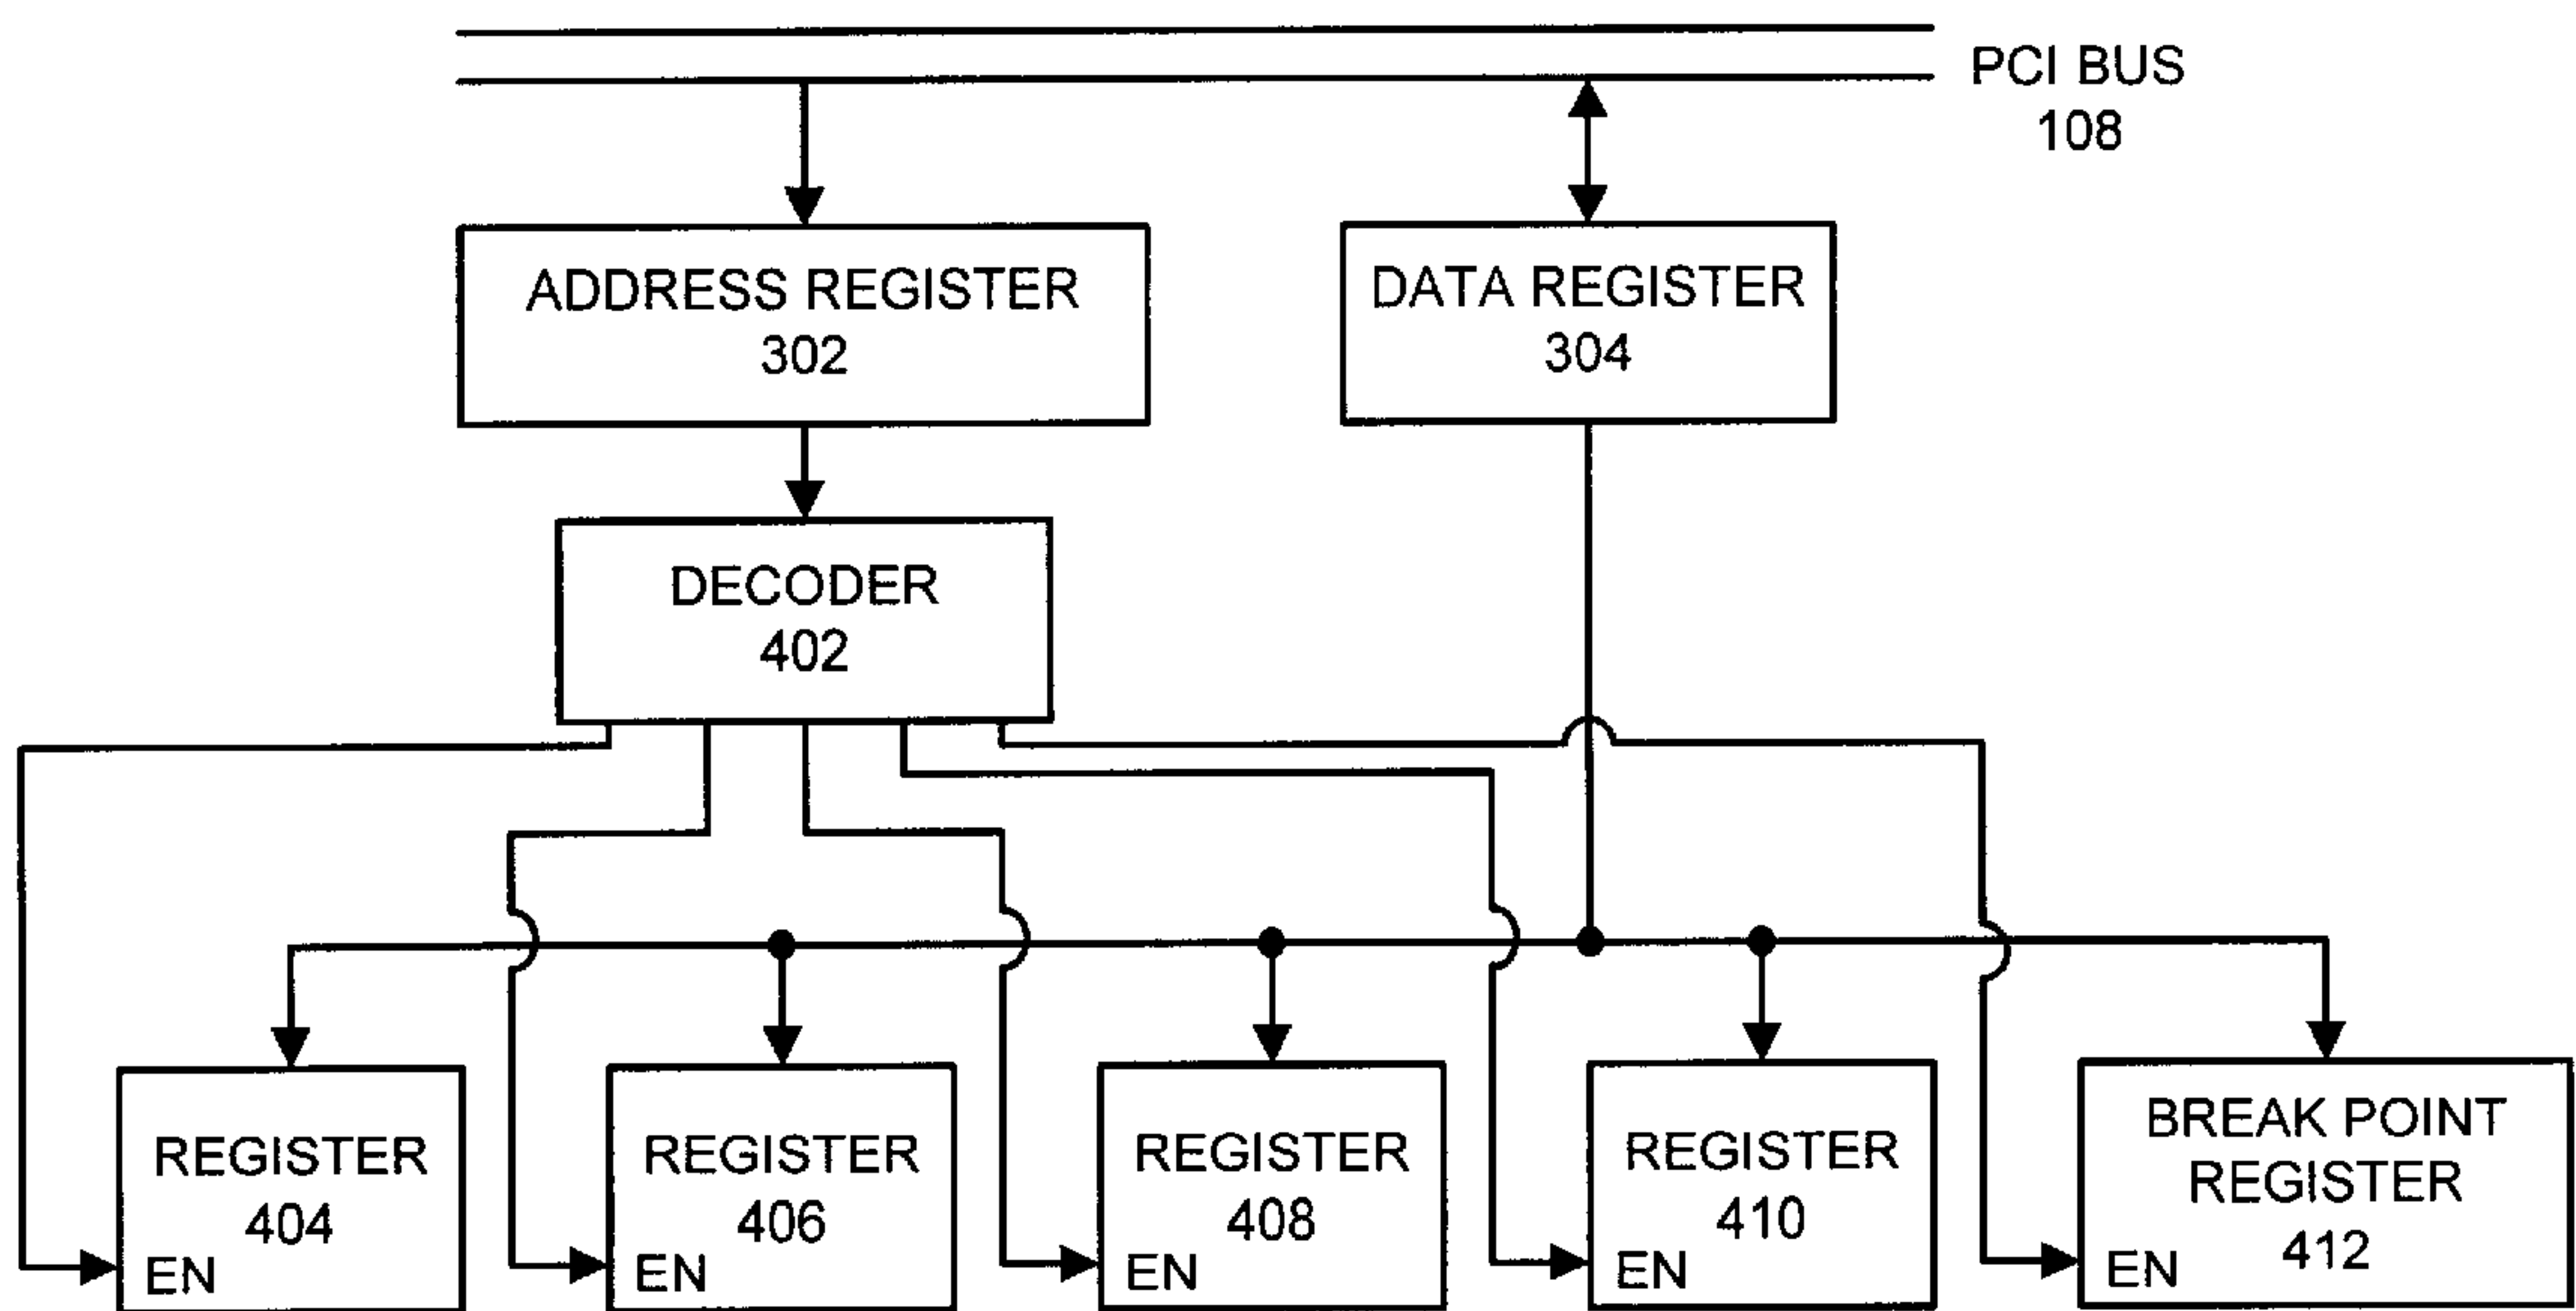 PCI BUS
108
ADDRESS REGISTER
302
DATA REGISTER
304
DECODER
402
REGISTER
404
EN
REGISTER
406
EN
REGISTER
408
EN
REGISTER
410
EN
BREAK POINT
REGISTER
412
EN